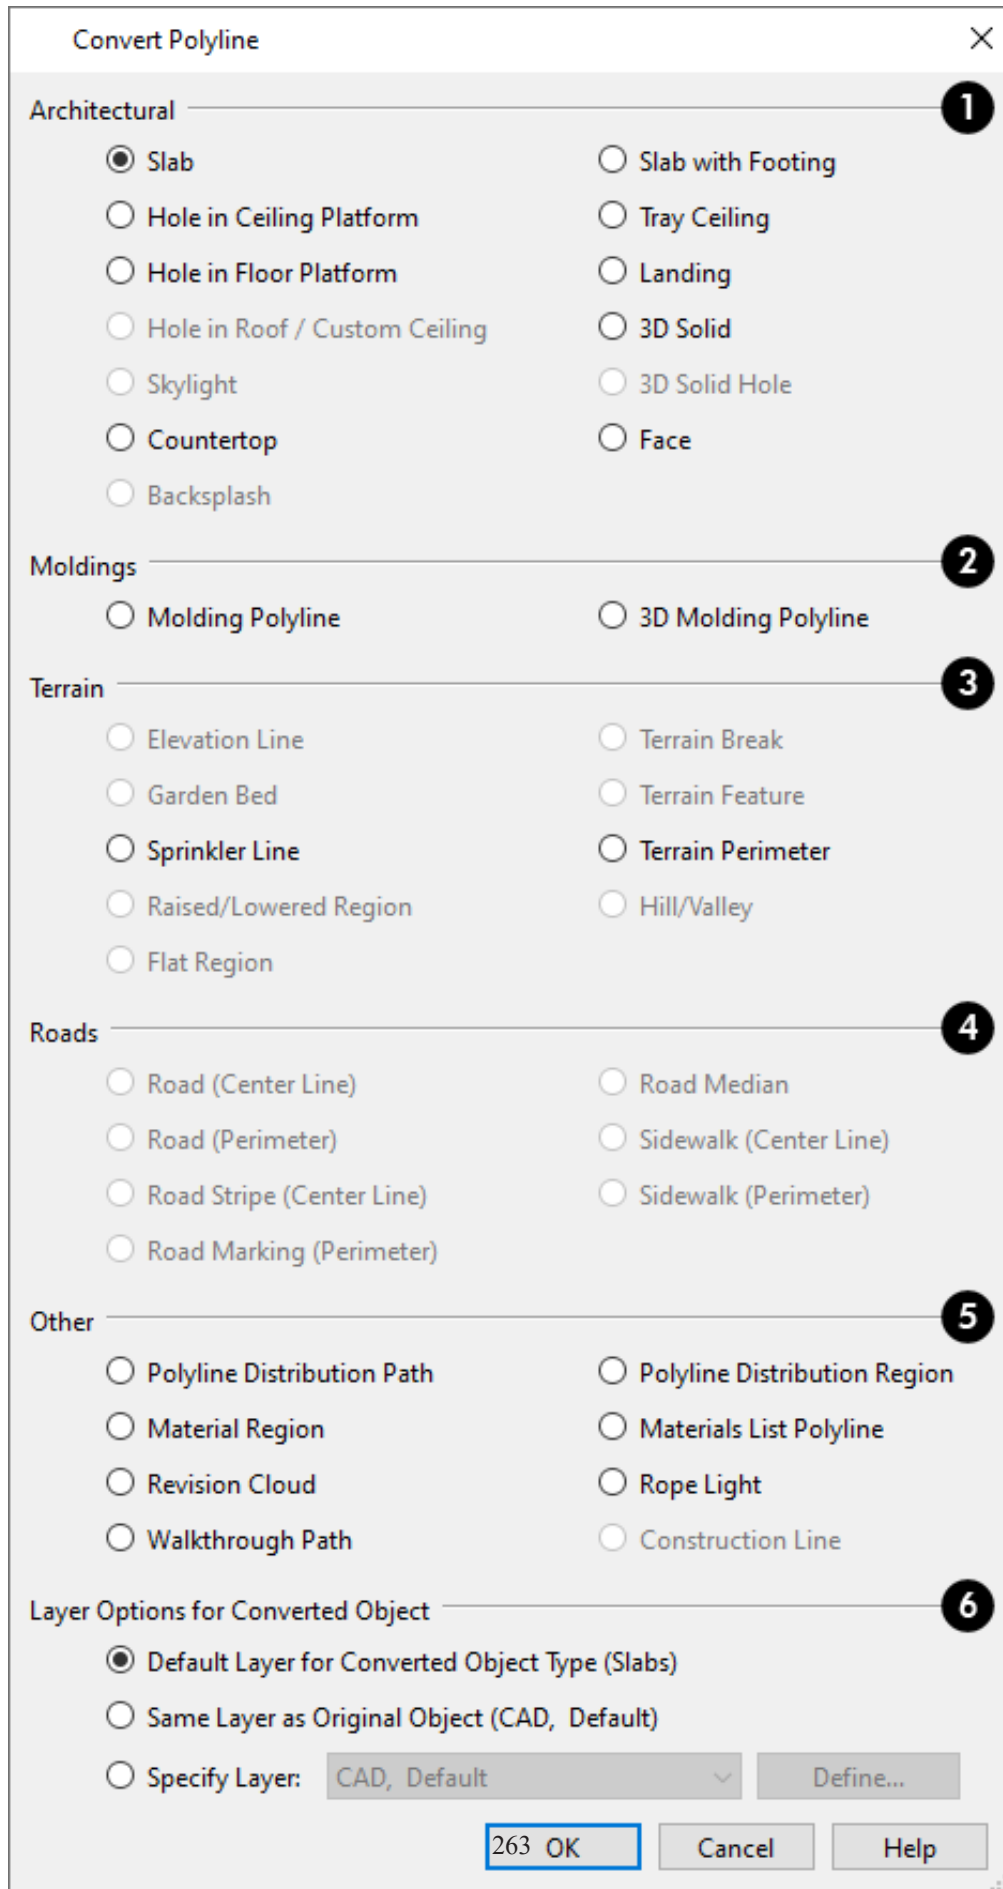 Convert Polyline
Architectural 1
Slab Slab with Footing
Hole in Ceiling Platform Tray Ceiling
Hole in Floor Platform Landing
Hole in Roof / Custom Ceiling 3D Solid
Skylight 3D Solid Hole
Countertop Face
Backsplash
Moldings 2
Molding Polyline 3D Molding Polyline
Terrain 3
Elevation Line Terrain Break
Garden Bed Terrain Feature
Sprinkler Line Terrain Perimeter
Raised/Lowered Region Hill/Valley
Flat Region
Roads 4
Road (Center Line) Road Median
Road (Perimeter) Sidewalk (Center Line)
Road Stripe (Center Line) Sidewalk (Perimeter)
Road Marking (Perimeter)
Other 5
Polyline Distribution Path Polyline Distribution Region
Material Region Materials List Polyline
Revision Cloud Rope Light
Walkthrough Path Construction Line
Layer Options for Converted Object 6
Default Layer for Converted Object Type (Slabs)
Same Layer as Original Object (CAD,  Default)
Specify Layer: CAD,  Default Define...
263 OK Cancel Help